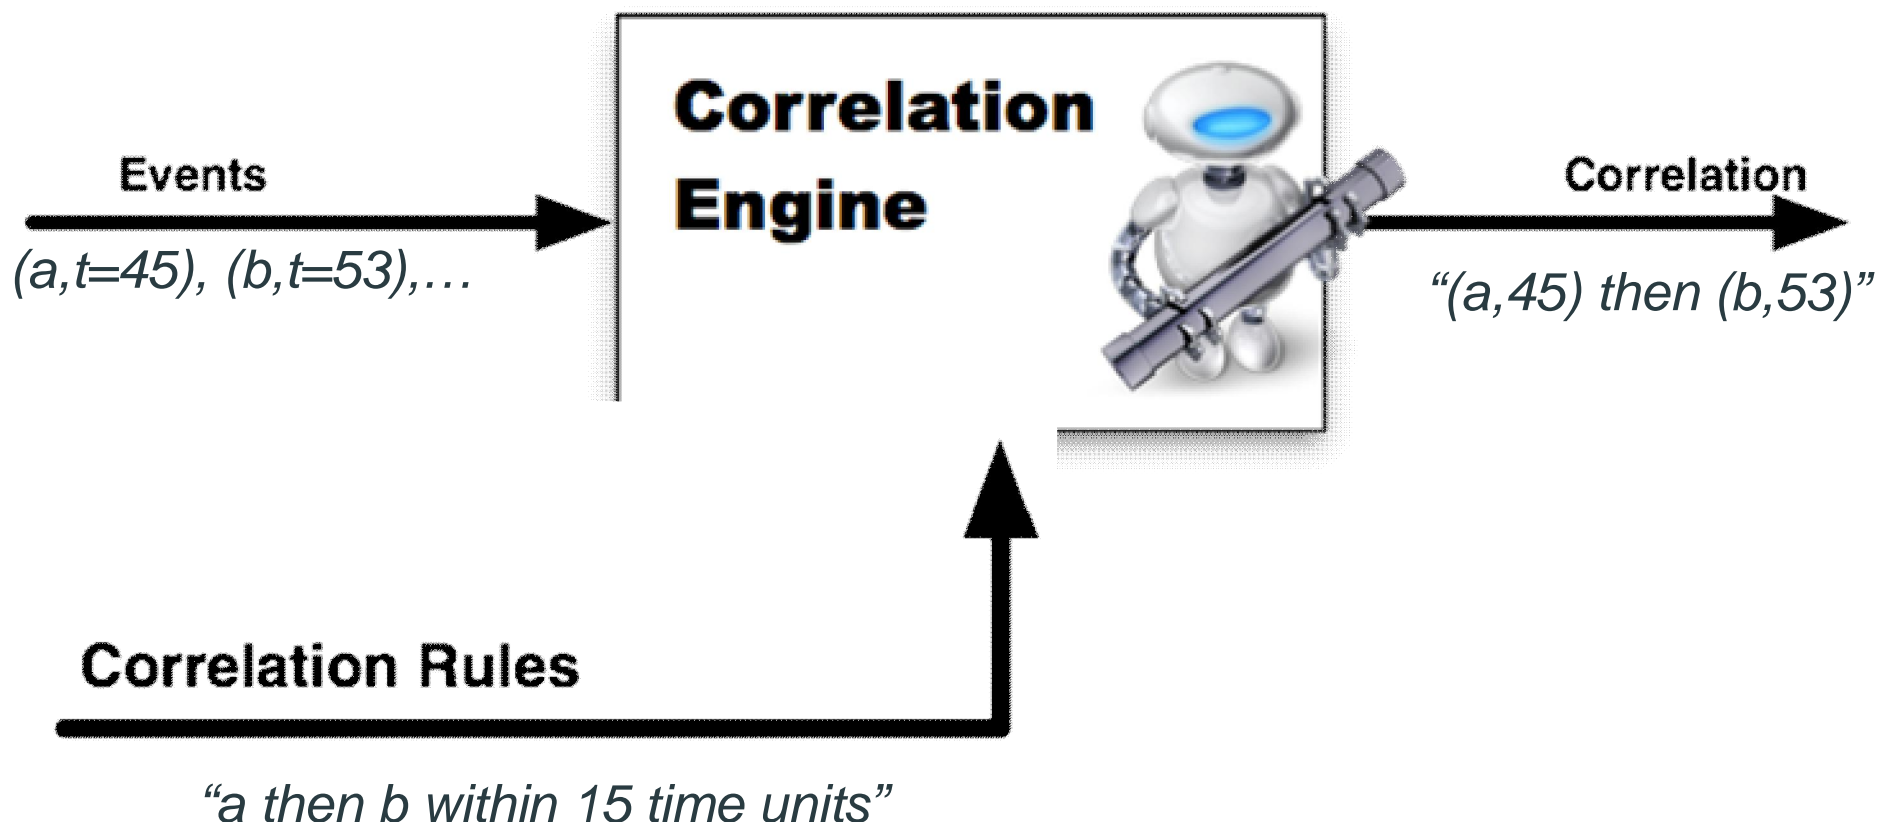 Correlation
Engine
Events
(a,t=45), (b,t=53),…
Correlation
“(a,45) then (b,53)”
Correlation Rules
“a then b within 15 time units”